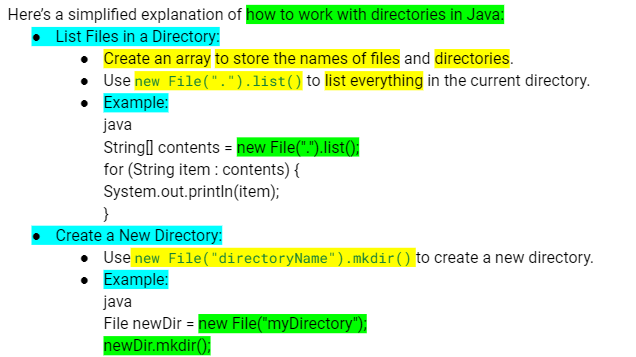 Here's a simplified explanation of how to work with directories in Java:
● List Files in a Directory:
● Create an array to store the names of files and directories.
● Use new File(".").list() to list everything in the current directory.
● Example:
java
String[] contents = new File(".").list();
for (String item : contents) {
System.out.println(item);
}
● Create a New Directory:
● Use new File("directoryName").mkdir() to create a new directory.
● Example:
java
File newDir = new File("myDirectory");
newDir.mkdir();